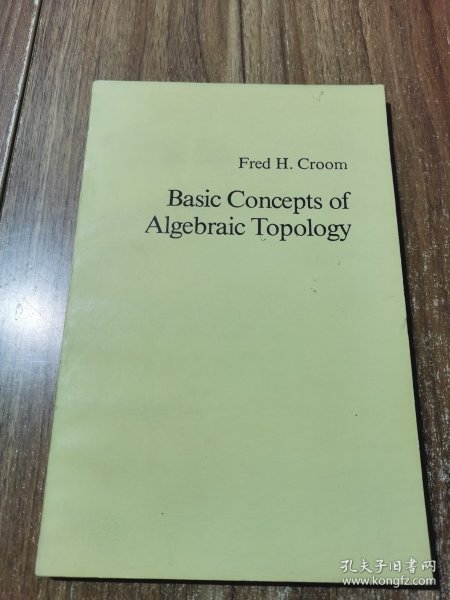 Fred H. Croom
Basic Concepts of
Algebraic Topology
孔夫子旧书网
www.kongfz.com